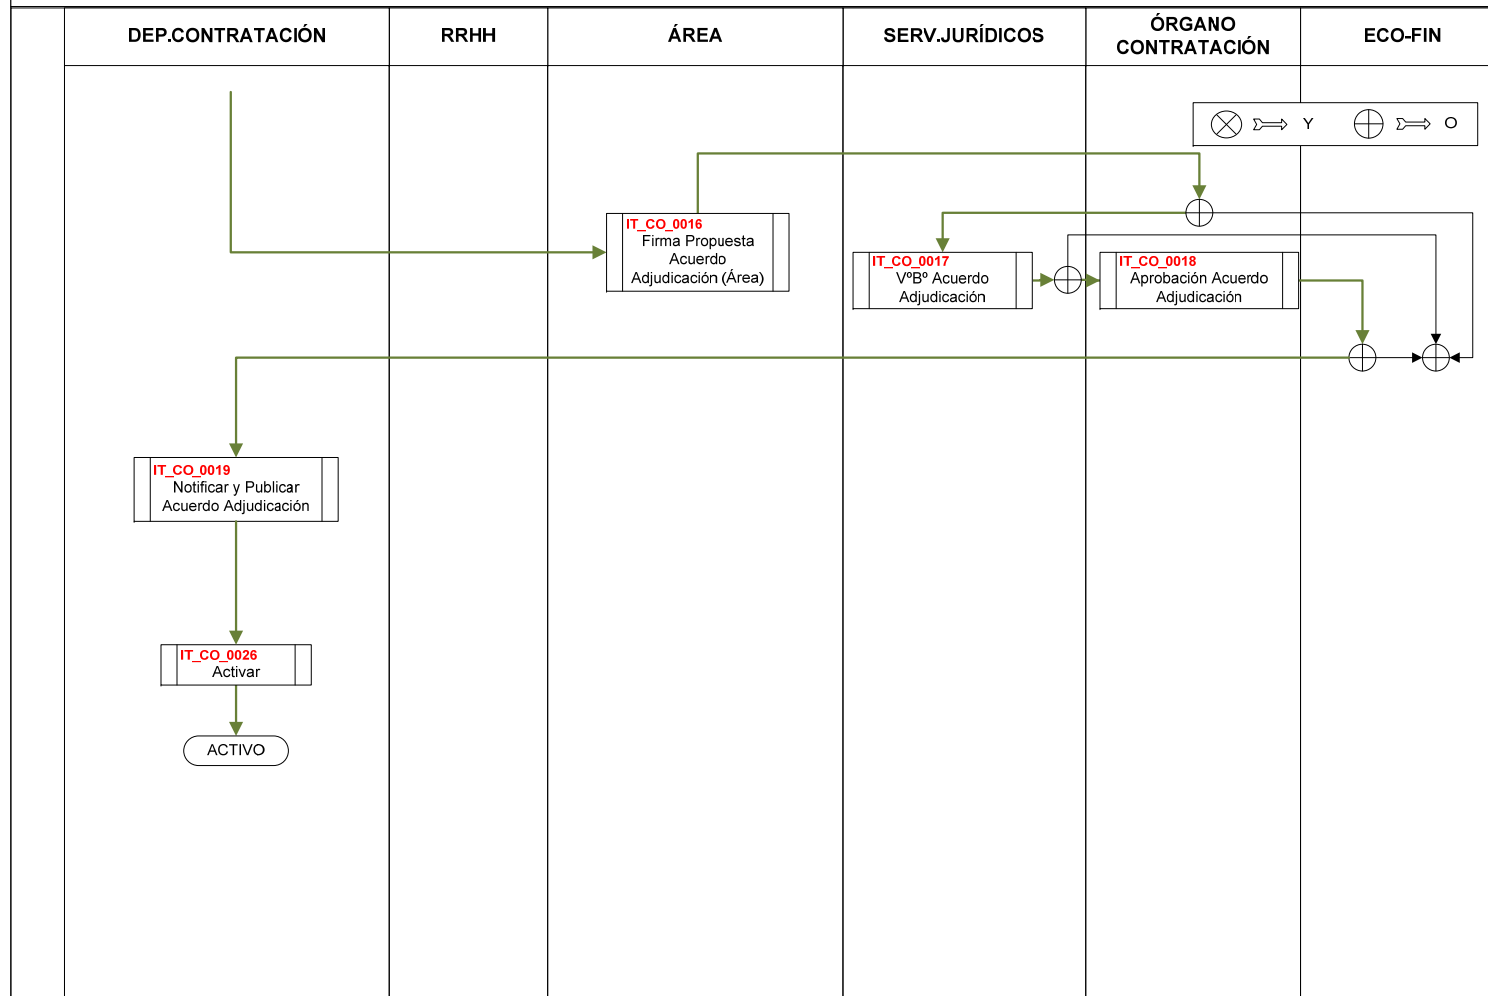 DEP.CONTRATACIÓN
RRHH
ÁREA
SERV.JURÍDICOS
ÓRGANO
CONTRATACIÓN
ECO-FIN
Y
O
IT_CO_0016
Firma Propuesta
Acuerdo
Adjudicación (Área)
IT_CO_0017
VºBº Acuerdo
Adjudicación
IT_CO_0018
Aprobación Acuerdo
Adjudicación
IT_CO_0019
Notificar y Publicar
Acuerdo Adjudicación
IT_CO_0026
Activar
ACTIVO